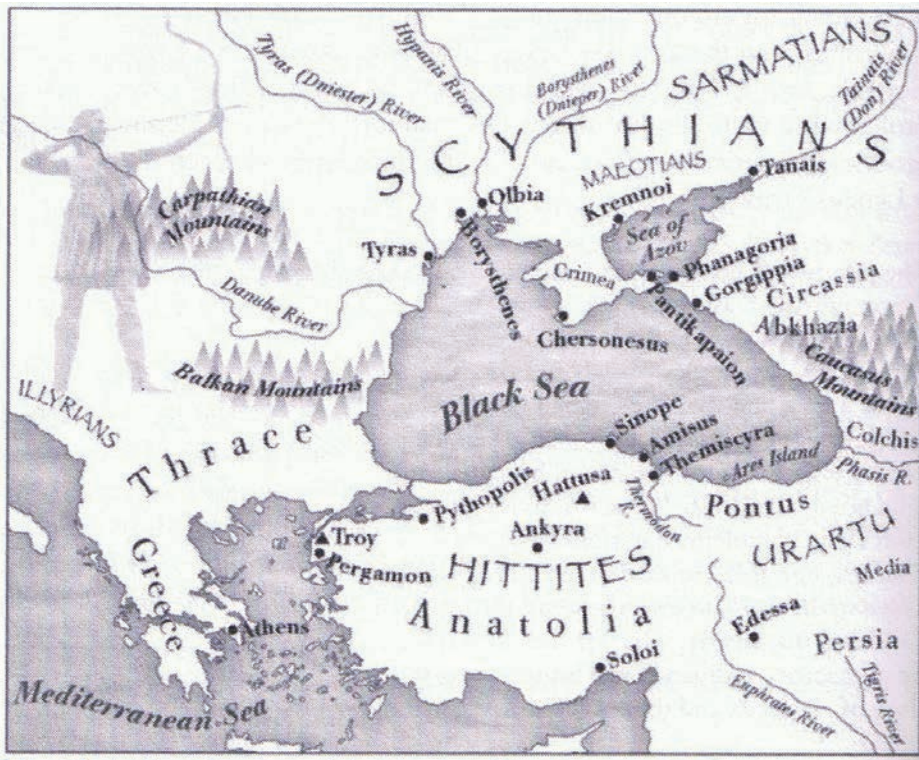 Tyras (Dniester) River
Hypanis River
Borysthenes
(Dnieper) River
SARMATIANS
Tainais
(Don) River
SCYTHIANS
MAEOTIANS
Tanais
Kremnoi
Olbia
Sea of
Azov
Carpathian
Mountains
Tyras
Borysthenes
Crimea
Phanagoria
Gorgippia
Circassia
Pantikapaion
Danube River
Chersonesus
Abkhazia
Caucasus
Mountains
Balkan Mountains
Black Sea
ILLYRIANS
Sinope
Colchis
Thrace
Amisus
Themiscyra
Ares Island
Phasis R.
Hattusa
Thermodon
R.
Pythopolis
Pontus
Troy
Ankyra
URARTU
Pergamon
HITTITES
Media
Greece
Anatolia
Edessa
Athens
Persia
Soloi
Mediterranean Sea
Euphrates River
Tigris River